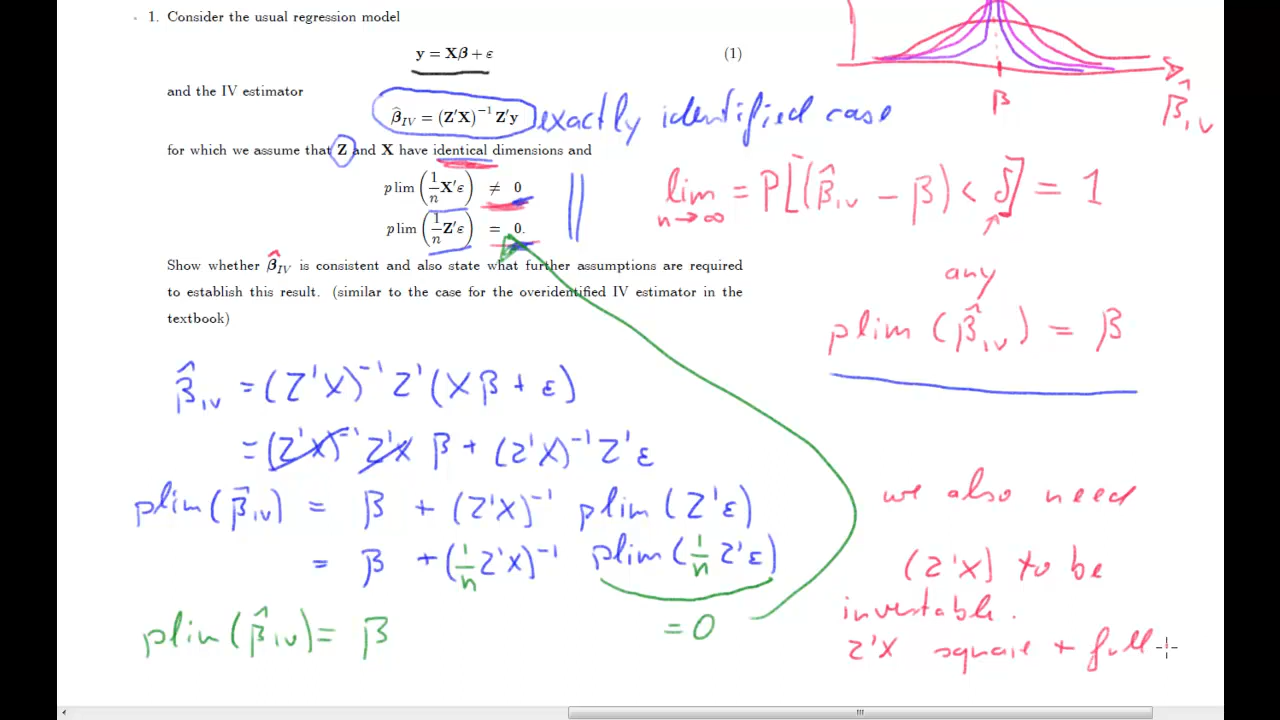 1. Consider the usual regression model
y = Xβ + ε (1)
and the IV estimator
β̂_IV = (Z'X)⁻¹ Z'y
exactly identified case
for which we assume that Z and X have identical dimensions and
p lim (1/n X'ε) ≠ 0
p lim (1/n Z'ε) = 0.
Show whether β̂_IV is consistent and also state what further assumptions are required
to establish this result. (similar to the case for the overidentified IV estimator in the
textbook)
β
β̂_IV
lim = P[(β̂_IV − β) < δ] = 1
n→∞
any
plim (β̂_IV) = β
β̂_IV = (Z'X)⁻¹ Z'(Xβ + ε)
= (Z'X)⁻¹ Z'X β + (Z'X)⁻¹ Z'ε
plim(β̂_IV) = β + (Z'X)⁻¹ plim (Z'ε)
= β + (1/n Z'X)⁻¹ plim (1/n Z'ε)
plim(β̂_IV) = β
= 0
we also need
(Z'X) to be
invertable.
Z'X square + full